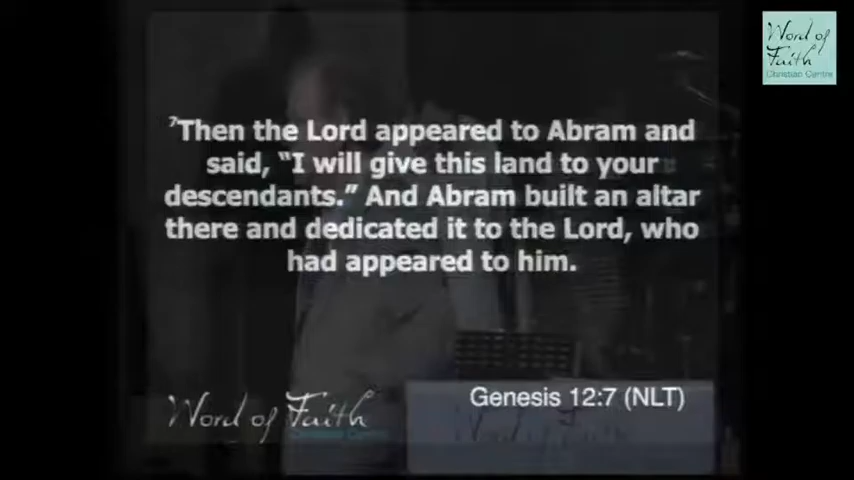 Word of
Faith
Christian Centre
⁷Then the Lord appeared to Abram and
said, “I will give this land to your
descendants.” And Abram built an altar
there and dedicated it to the Lord, who
had appeared to him.
Genesis 12:7 (NLT)
Word of Faith